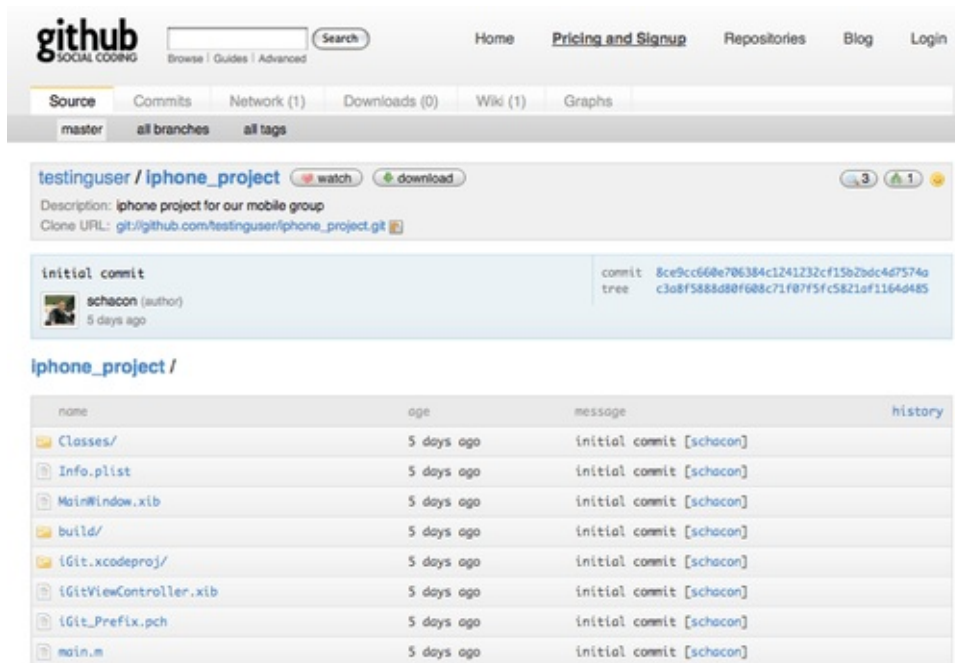 github
SOCIAL CODING
Search
Browse | Guides | Advanced
Home Pricing and Signup Repositories Blog Login
Source Commits Network (1) Downloads (0) Wiki (1) Graphs
master all branches all tags
testinguser / iphone_project watch download 3 1
Description: iphone project for our mobile group
Clone URL: git://github.com/testinguser/iphone_project.git
initial commit
schacon (author)
5 days ago
commit 8ce9cc660e706384c1241232cf15b2bdc4d7574a
tree c3a8f5888d80f608c71f07f5fc5821af1164d485
iphone_project /
name age message history
Classes/ 5 days ago initial commit [schacon]
Info.plist 5 days ago initial commit [schacon]
MainWindow.xib 5 days ago initial commit [schacon]
build/ 5 days ago initial commit [schacon]
iGit.xcodeproj/ 5 days ago initial commit [schacon]
iGitViewController.xib 5 days ago initial commit [schacon]
iGit_Prefix.pch 5 days ago initial commit [schacon]
main.m 5 days ago initial commit [schacon]